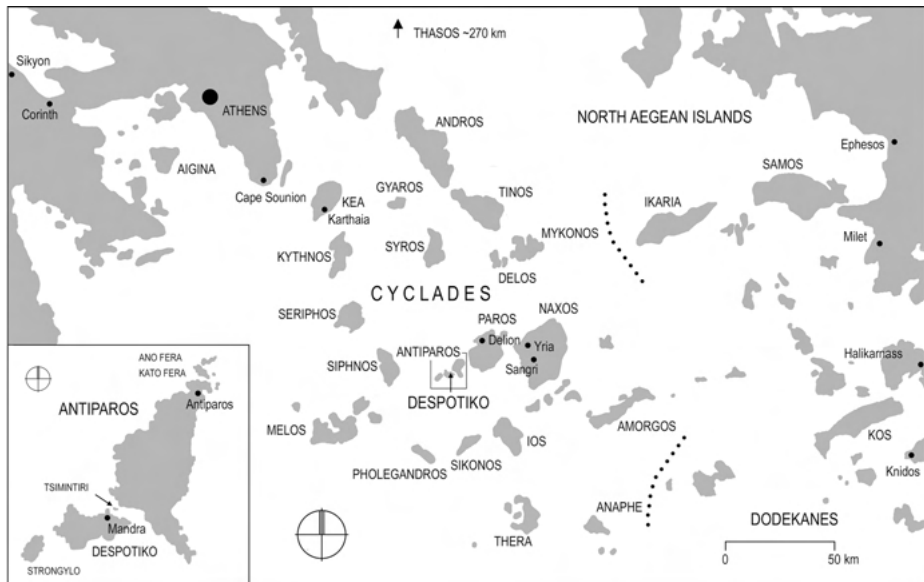 THASOS ~270 km
Sikyon
Corinth
ATHENS
ANDROS
NORTH AEGEAN ISLANDS
Ephesos
AIGINA
SAMOS
Cape Sounion
KEA
Karthaia
GYAROS
TINOS
IKARIA
MYKONOS
Milet
KYTHNOS
SYROS
DELOS
CYCLADES
SERIPHOS
PAROS
Delion
NAXOS
Yria
Sangri
ANTIPAROS
SIPHNOS
Halikarnass
DESPOTIKO
MELOS
AMORGOS
KOS
IOS
SIKONOS
PHOLEGANDROS
Knidos
ANAPHE
THERA
DODEKANES
0 50 km
ANO FERA
KATO FERA
Antiparos
ANTIPAROS
TSIMINTIRI
Mandra
DESPOTIKO
STRONGYLO